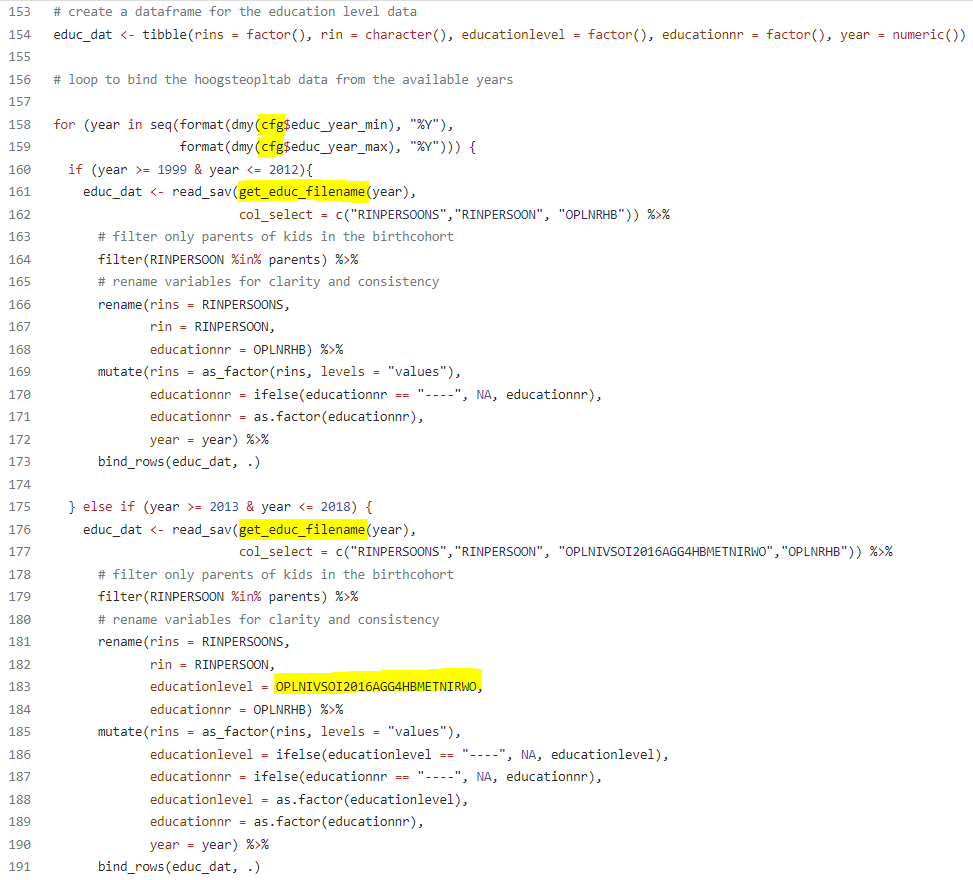 153 # create a dataframe for the education level data
154 educ_dat <- tibble(rins = factor(), rin = character(), educationlevel = factor(), educationnr = factor(), year = numeric())
155
156 # loop to bind the hoogsteopltab data from the available years
157
158 for (year in seq(format(dmy(cfg$educ_year_min), "%Y"),
159                  format(dmy(cfg$educ_year_max), "%Y"))) {
160   if (year >= 1999 & year <= 2012){
161     educ_dat <- read_sav(get_educ_filename(year),
162                          col_select = c("RINPERSOONS","RINPERSOON", "OPLNRHB")) %>%
163       # filter only parents of kids in the birthcohort
164       filter(RINPERSOON %in% parents) %>%
165       # rename variables for clarity and consistency
166       rename(rins = RINPERSOONS,
167              rin = RINPERSOON,
168              educationnr = OPLNRHB) %>%
169       mutate(rins = as_factor(rins, levels = "values"),
170              educationnr = ifelse(educationnr == "----", NA, educationnr),
171              educationnr = as.factor(educationnr),
172              year = year) %>%
173       bind_rows(educ_dat, .)
174
175   } else if (year >= 2013 & year <= 2018) {
176     educ_dat <- read_sav(get_educ_filename(year),
177                          col_select = c("RINPERSOONS","RINPERSOON", "OPLNIVSOI2016AGG4HBMETNIRWO","OPLNRHB")) %>%
178       # filter only parents of kids in the birthcohort
179       filter(RINPERSOON %in% parents) %>%
180       # rename variables for clarity and consistency
181       rename(rins = RINPERSOONS,
182              rin = RINPERSOON,
183              educationlevel = OPLNIVSOI2016AGG4HBMETNIRWO,
184              educationnr = OPLNRHB) %>%
185       mutate(rins = as_factor(rins, levels = "values"),
186              educationlevel = ifelse(educationlevel == "----", NA, educationlevel),
187              educationnr = ifelse(educationnr == "----", NA, educationnr),
188              educationlevel = as.factor(educationlevel),
189              educationnr = as.factor(educationnr),
190              year = year) %>%
191       bind_rows(educ_dat, .)